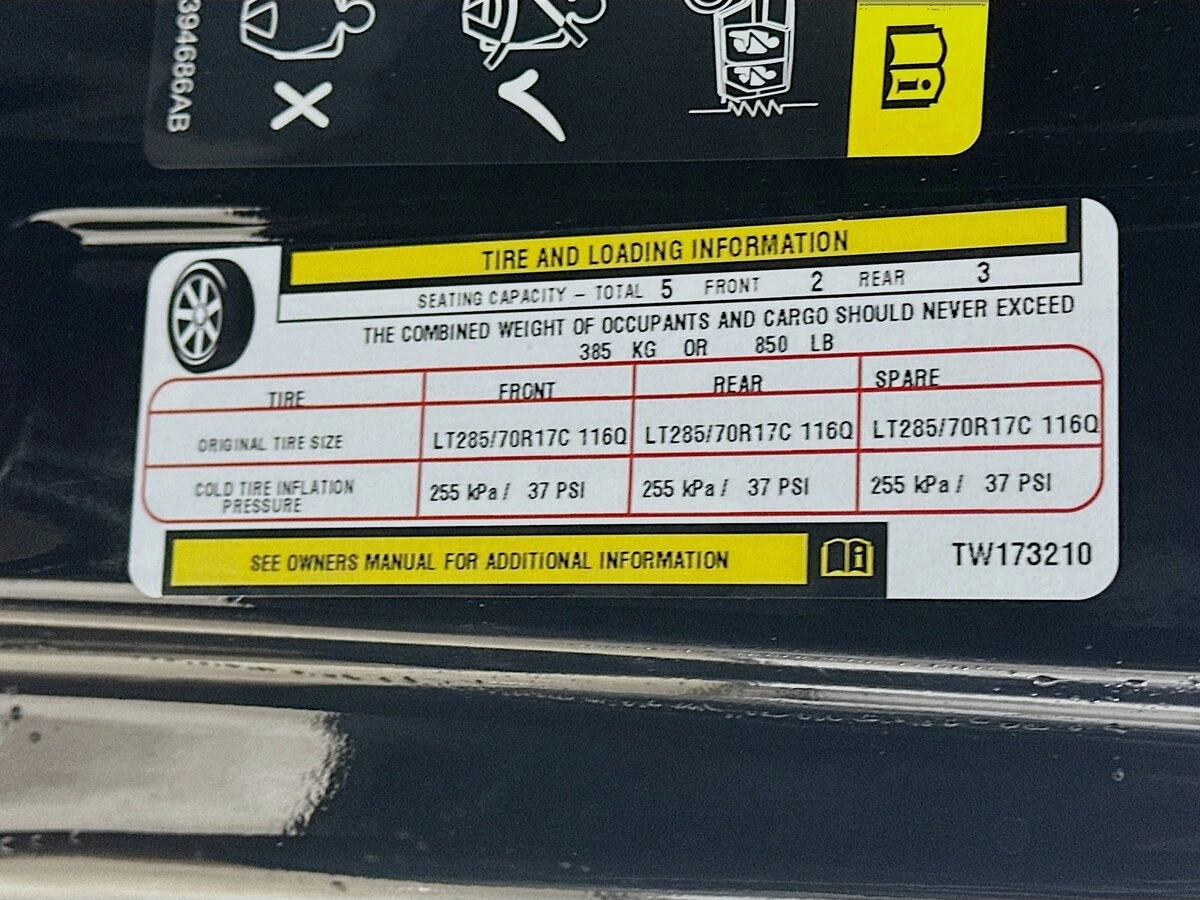 394686AB
TIRE AND LOADING INFORMATION
SEATING CAPACITY – TOTAL 5 FRONT 2 REAR 3
THE COMBINED WEIGHT OF OCCUPANTS AND CARGO SHOULD NEVER EXCEED
385 KG OR 850 LB
TIRE FRONT REAR SPARE
ORIGINAL TIRE SIZE LT285/70R17C 116Q LT285/70R17C 116Q LT285/70R17C 116Q
COLD TIRE INFLATION
PRESSURE 255 kPa / 37 PSI 255 kPa / 37 PSI 255 kPa / 37 PSI
SEE OWNERS MANUAL FOR ADDITIONAL INFORMATION
TW173210